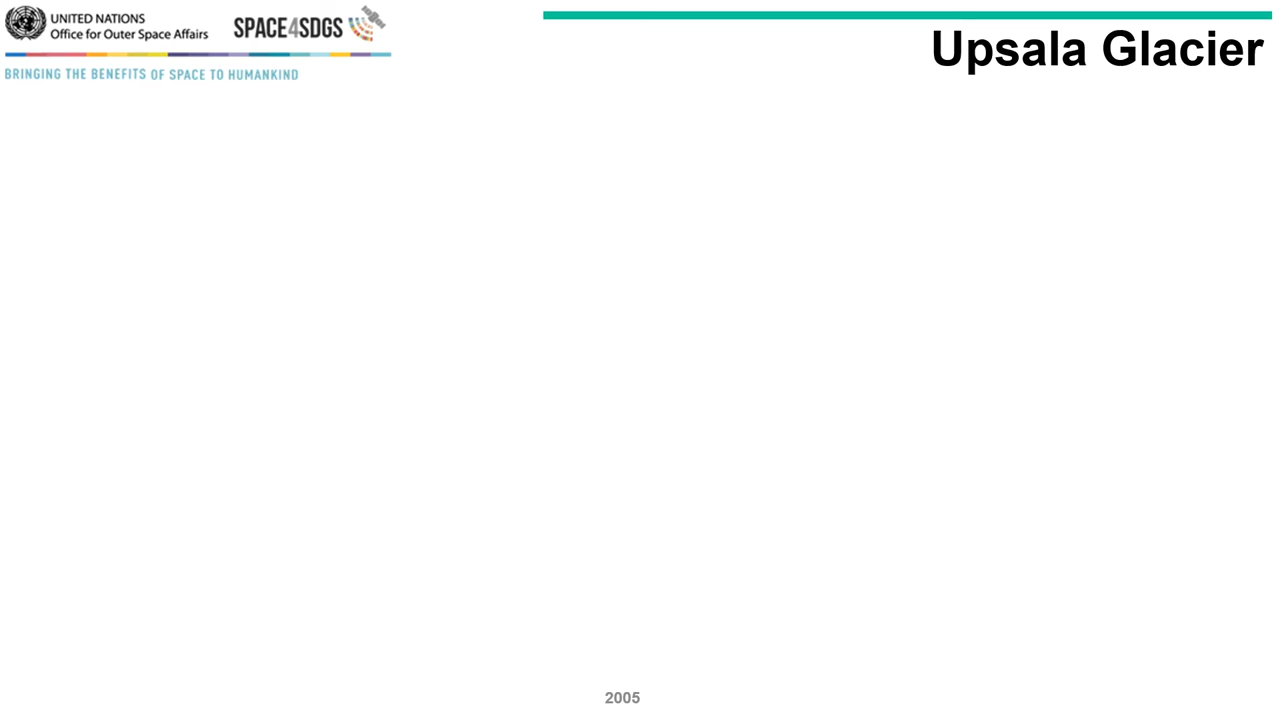 UNITED NATIONS
Office for Outer Space Affairs
SPACE4SDGS
BRINGING THE BENEFITS OF SPACE TO HUMANKIND
Upsala Glacier
2005